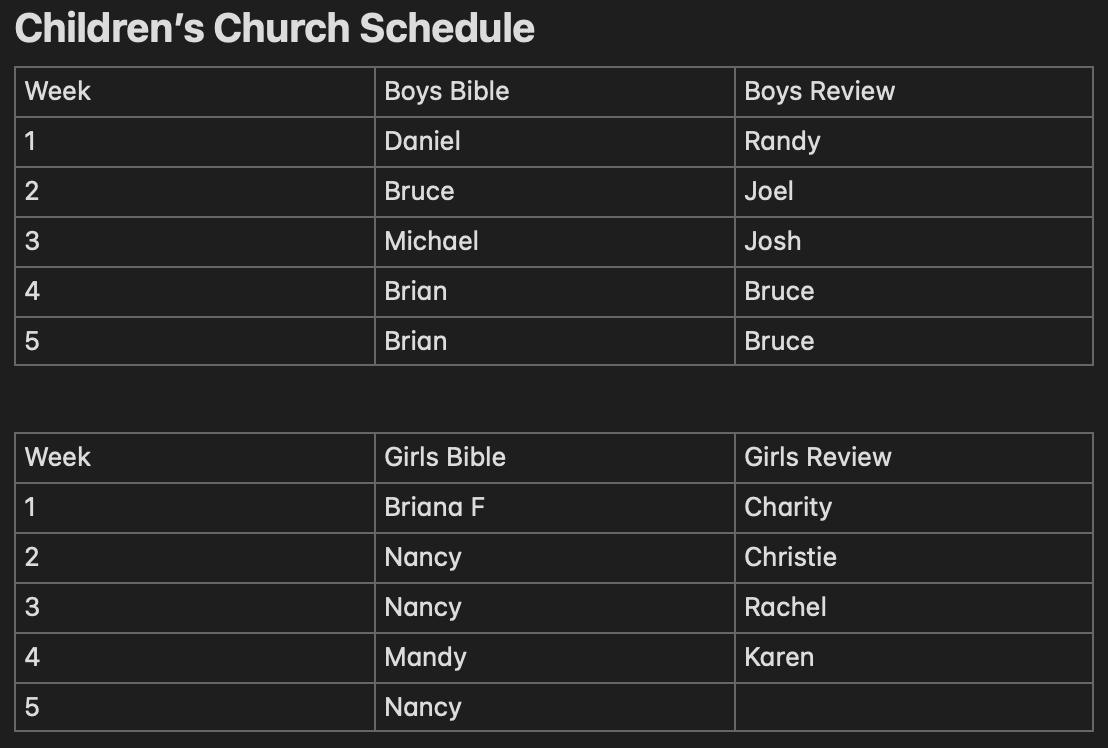 Children’s Church Schedule
Week Boys Bible Boys Review
1 Daniel Randy
2 Bruce Joel
3 Michael Josh
4 Brian Bruce
5 Brian Bruce
Week Girls Bible Girls Review
1 Briana F Charity
2 Nancy Christie
3 Nancy Rachel
4 Mandy Karen
5 Nancy